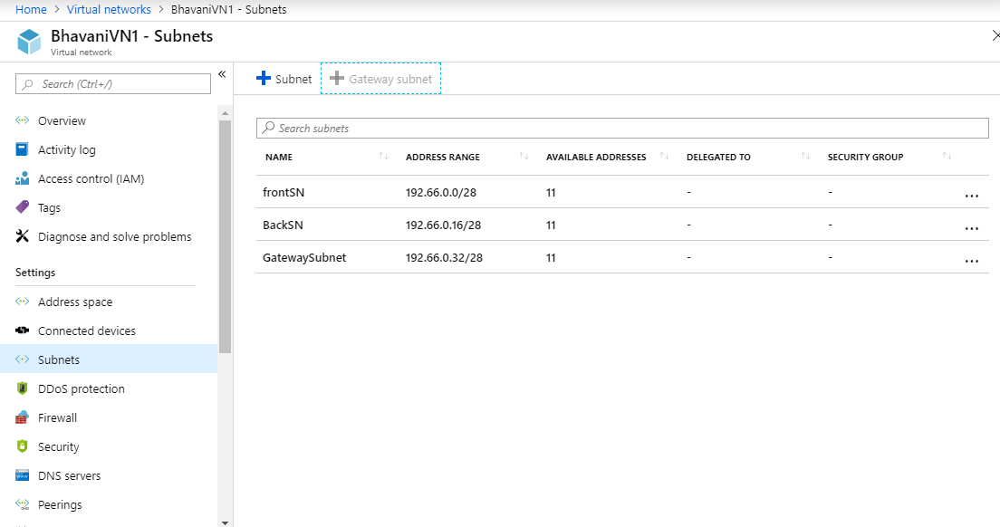 Home > Virtual networks > BhavaniVN1 - Subnets
BhavaniVN1 - Subnets
Virtual network
Search (Ctrl+/)
«
Overview
Activity log
Access control (IAM)
Tags
Diagnose and solve problems
Settings
Address space
Connected devices
Subnets
DDoS protection
Firewall
Security
DNS servers
Peerings
+ Subnet + Gateway subnet
Search subnets
NAME ADDRESS RANGE AVAILABLE ADDRESSES DELEGATED TO SECURITY GROUP
frontSN 192.66.0.0/28 11 - - ...
BackSN 192.66.0.16/28 11 - - ...
GatewaySubnet 192.66.0.32/28 11 - - ...